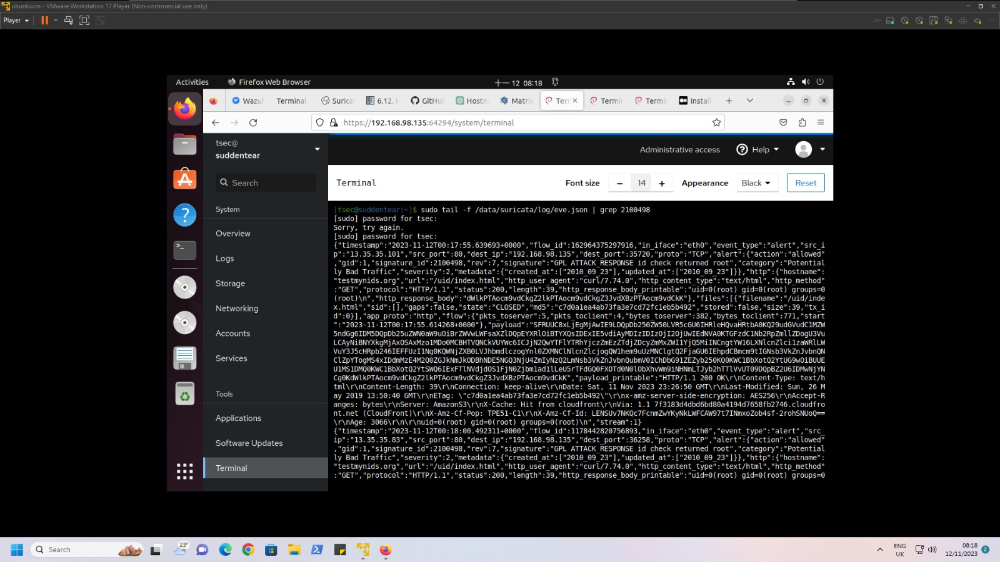 ubuntuvm - VMware Workstation 17 Player (Non-commercial use only)
Player
Activities
Firefox Web Browser
12 08:18
Wazuh
Terminal
Surica
6.12. H
GitHub
Hostn
Matrix
Term
Termin
Termin
Install
https://192.168.98.135:64294/system/terminal
tsec@
suddentear
Administrative access
Help
Search
Terminal
Font size
14
Appearance
Black
Reset
System
Overview
Logs
Storage
Networking
Accounts
Services
Tools
Applications
Software Updates
Terminal
[tsec@suddentear:~]$ sudo tail -f /data/suricata/log/eve.json | grep 2100498
[sudo] password for tsec:
Sorry, try again.
[sudo] password for tsec:
{"timestamp":"2023-11-12T00:17:55.639693+0000","flow_id":162964375297916,"in_iface":"eth0","event_type":"alert","src_i
p":"13.35.35.101","src_port":80,"dest_ip":"192.168.98.135","dest_port":35720,"proto":"TCP","alert":{"action":"allowed"
,"gid":1,"signature_id":2100498,"rev":7,"signature":"GPL ATTACK_RESPONSE id check returned root","category":"Potential
ly Bad Traffic","severity":2,"metadata":{"created_at":["2010_09_23"],"updated_at":["2010_09_23"]}},"http":{"hostname":
"testmynids.org","url":"/uid/index.html","http_user_agent":"curl/7.74.0","http_content_type":"text/html","http_method"
:"GET","protocol":"HTTP/1.1","status":200,"length":39,"http_response_body_printable":"uid=0(root) gid=0(root) groups=0
(root)\n","http_response_body":"dWlkPTAocm9vdCkgZ2lkPTAocm9vdCkgZ3JvdXBzPTAocm9vdCkK"},"files":[{"filename":"/uid/inde
x.html","sid":[],"gaps":false,"state":"CLOSED","md5":"c7d0a1ea4ab73fa3e7cd72fc1eb5b492","stored":false,"size":39,"tx_i
d":0}],"app_proto":"http","flow":{"pkts_toserver":5,"pkts_toclient":4,"bytes_toserver":382,"bytes_toclient":771,"start
":"2023-11-12T00:17:55.614268+0000"},"payload":
"payload_printable":"HTTP/1.1 200 OK\r\nContent-Type: text/h
tml\r\nContent-Length: 39\r\nConnection: keep-alive\r\nDate: Sat, 11 Nov 2023 23:26:50 GMT\r\nLast-Modified: Sun, 26 M
ay 2019 13:50:40 GMT\r\nETag: \"c7d0a1ea4ab73fa3e7cd72fc1eb5b492\"\r\nx-amz-server-side-encryption: AES256\r\nAccept-R
anges: bytes\r\nServer: AmazonS3\r\nX-Cache: Hit from cloudfront\r\nVia: 1.1 7f3183d4dbd6bd80a4194d7658fb2746.cloudfro
nt.net (CloudFront)\r\nX-Amz-Cf-Pop: TPE51-C1\r\nX-Amz-Cf-Id: LENSUv7NKQc7FcnmZwYKyNkLWFCAW97t7INmxoZob4sf-2rohSNUoQ==
\r\nAge: 3066\r\n\r\nuid=0(root) gid=0(root) groups=0(root)\n","stream":1}
{"timestamp":"2023-11-12T00:18:00.492311+0000","flow_id":1178442820756893,"in_iface":"eth0","event_type":"alert","src_
ip":"13.35.35.83","src_port":80,"dest_ip":"192.168.98.135","dest_port":36258,"proto":"TCP","alert":{"action":"allowed"
,"gid":1,"signature_id":2100498,"rev":7,"signature":"GPL ATTACK_RESPONSE id check returned root","category":"Potential
ly Bad Traffic","severity":2,"metadata":{"created_at":["2010_09_23"],"updated_at":["2010_09_23"]}},"http":{"hostname":
"testmynids.org","url":"/uid/index.html","http_user_agent":"curl/7.74.0","http_content_type":"text/html","http_method"
:"GET","protocol":"HTTP/1.1","status":200,"length":39,"http_response_body_printable":"uid=0(root) gid=0(root) groups=0
Search
23°
ENG
UK
08:18
12/11/2023
2